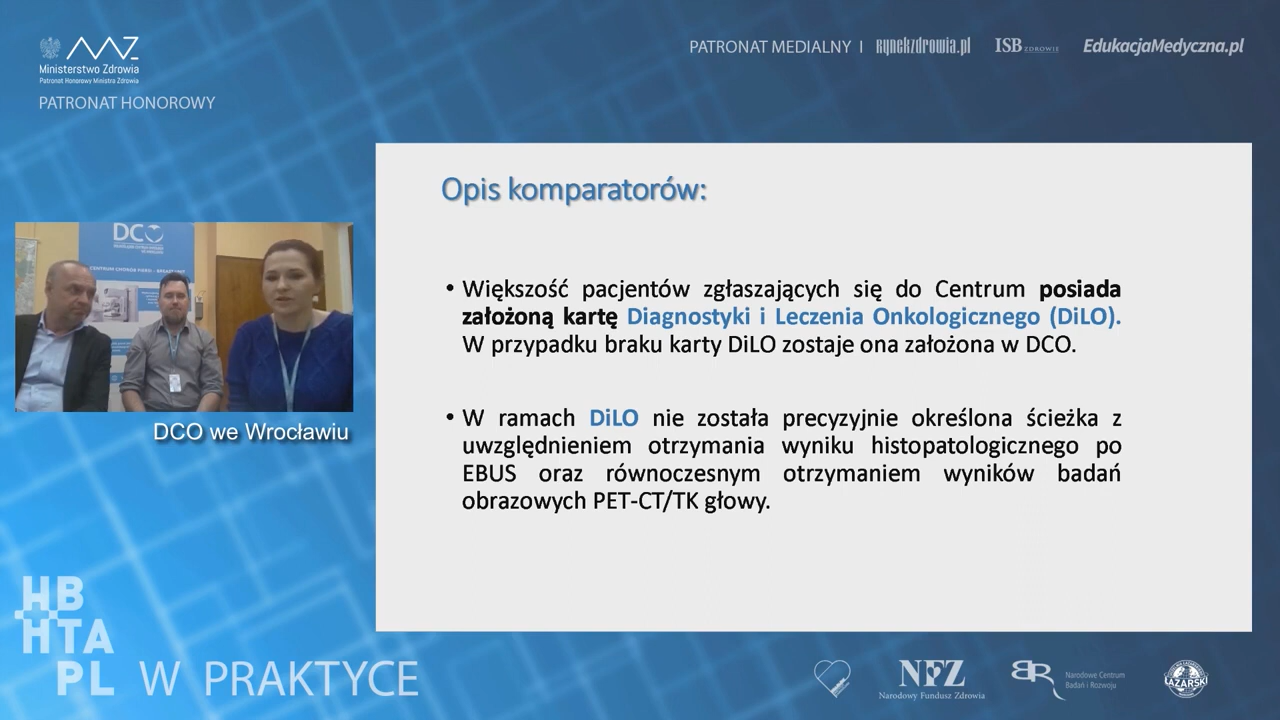 Ministerstwo Zdrowia
Patronat Honorowy Ministra Zdrowia
PATRONAT HONOROWY
PATRONAT MEDIALNY I rynekzdrowia.pl ISB ZDROWIE EdukacjaMedyczna.pl
Opis komparatorów:
• Większość pacjentów zgłaszających się do Centrum posiada
założoną kartę Diagnostyki i Leczenia Onkologicznego (DiLO).
W przypadku braku karty DiLO zostaje ona założona w DCO.
• W ramach DiLO nie została precyzyjnie określona ścieżka z
uwzględnieniem otrzymania wyniku histopatologicznego po
EBUS oraz równoczesnym otrzymaniem wyników badań
obrazowych PET-CT/TK głowy.
DCO
DCO we Wrocławiu
HB
HTA
PL W PRAKTYCE
NFZ
Narodowy Fundusz Zdrowia
BR
Narodowe Centrum
Badań i Rozwoju
ŁAZARSKI